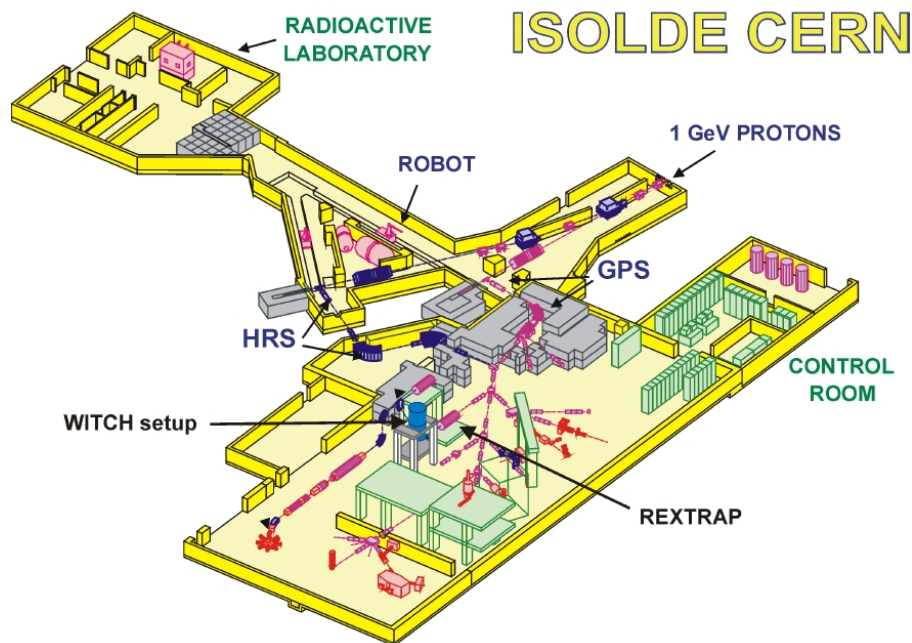 ISOLDE CERN
RADIOACTIVE
LABORATORY
1 GeV PROTONS
ROBOT
GPS
HRS
CONTROL
ROOM
WITCH setup
REXTRAP